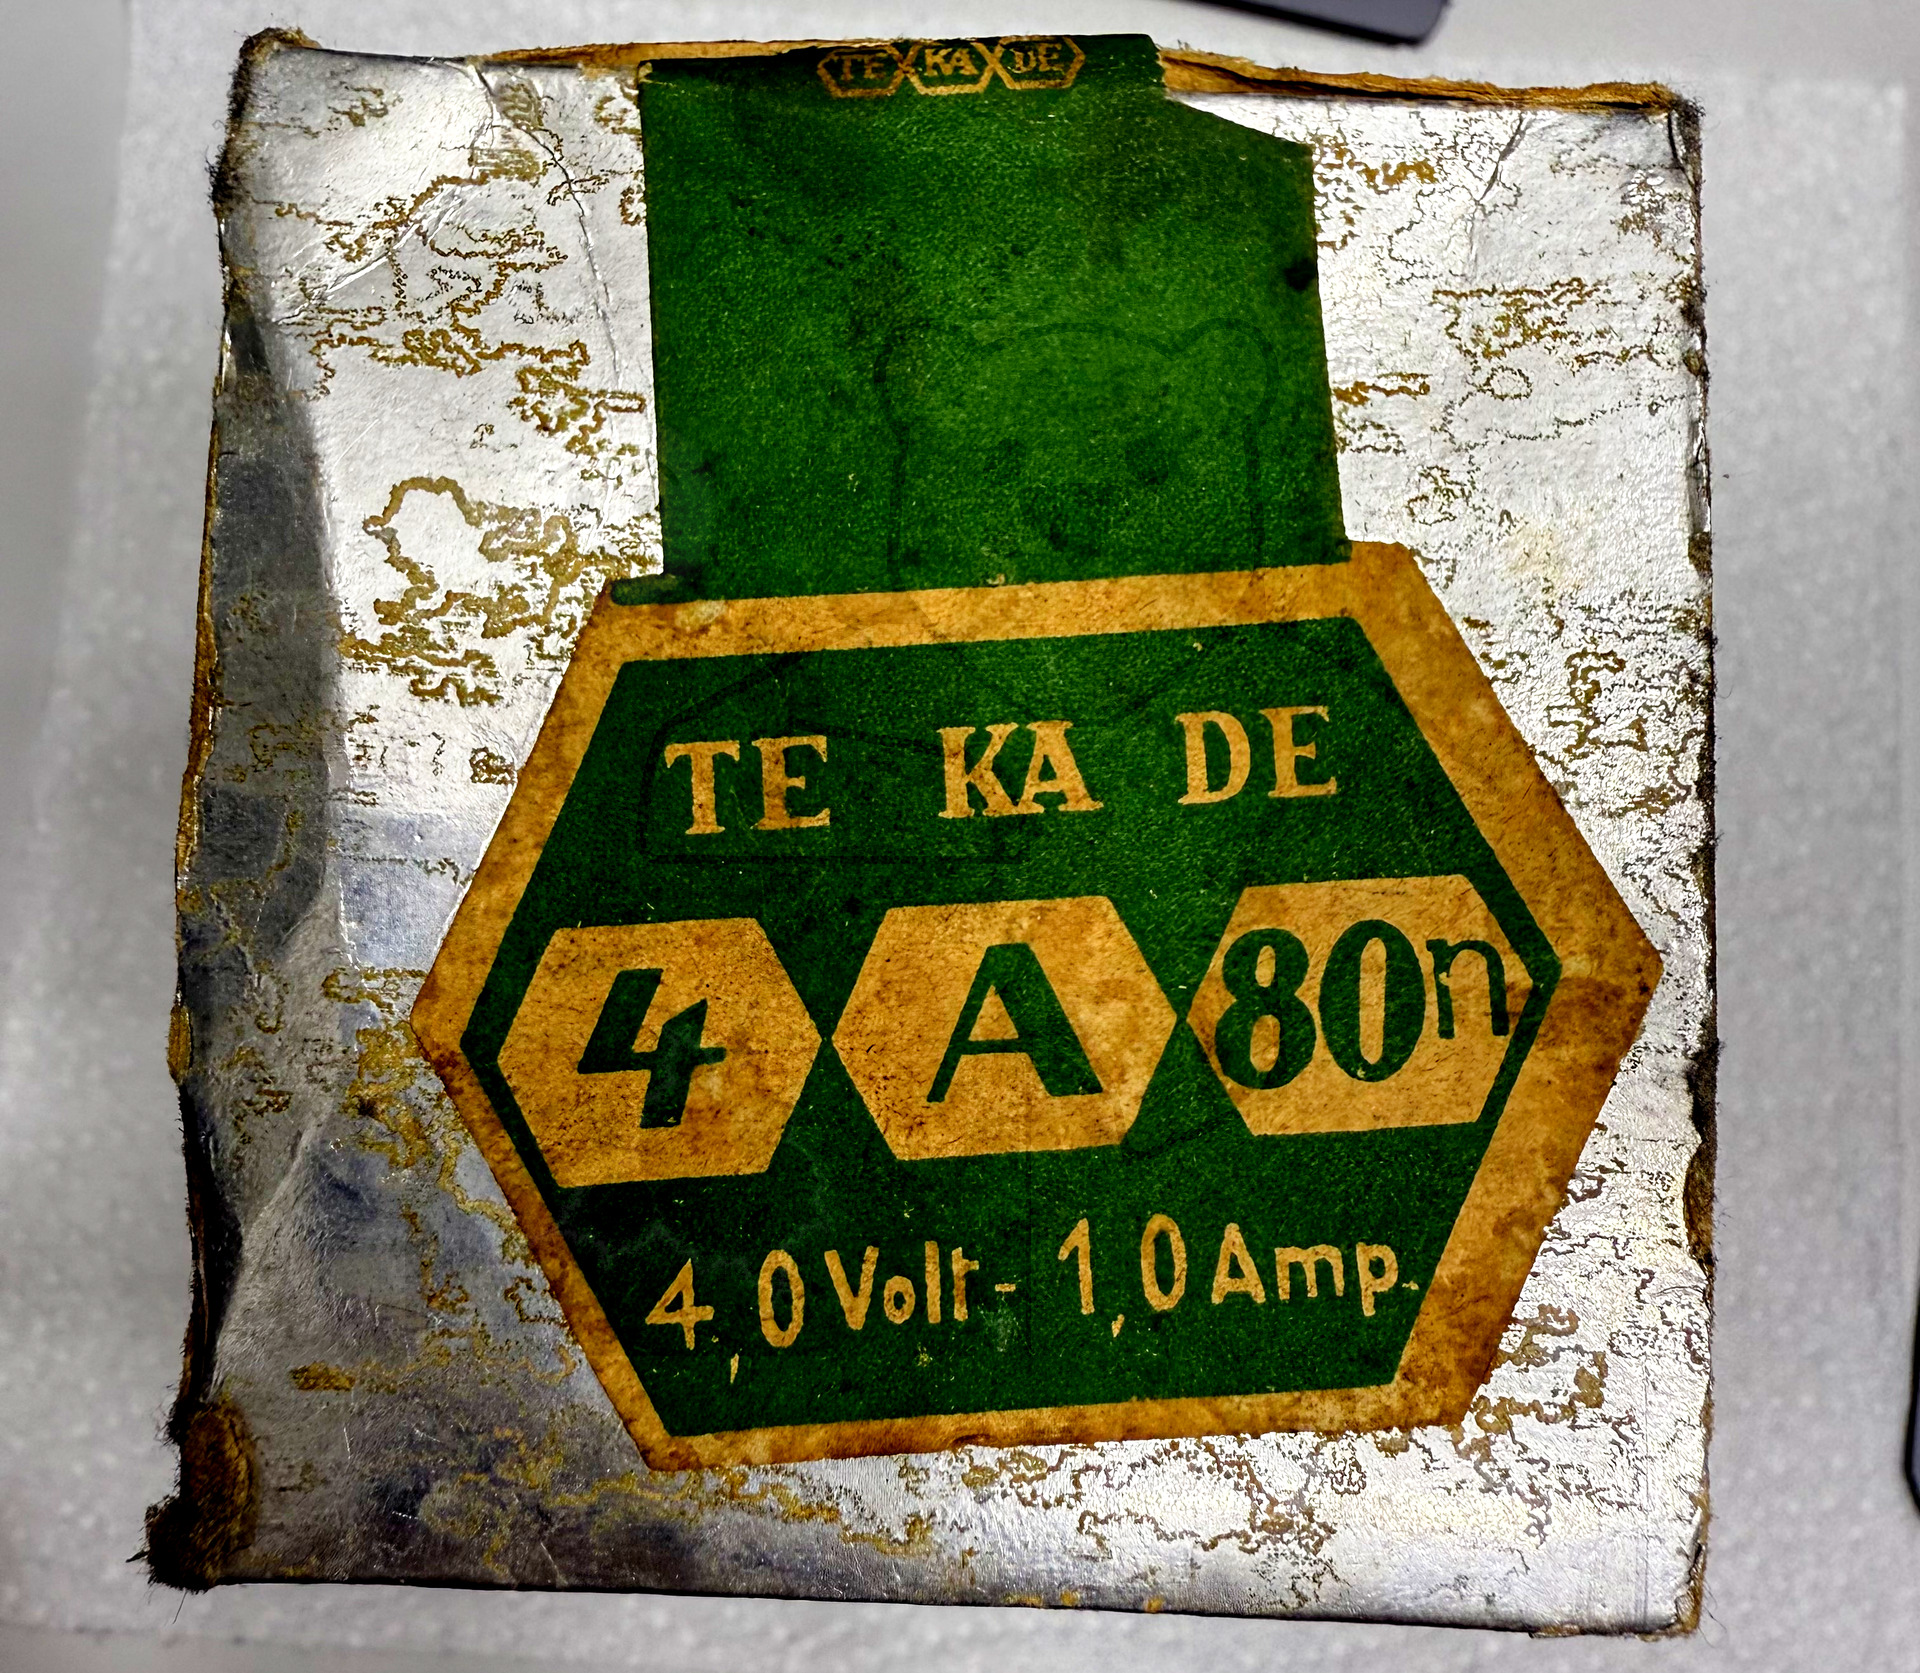 TE KA DE
TE KA DE
4 A 80n
4,0 Volt - 1,0 Amp.